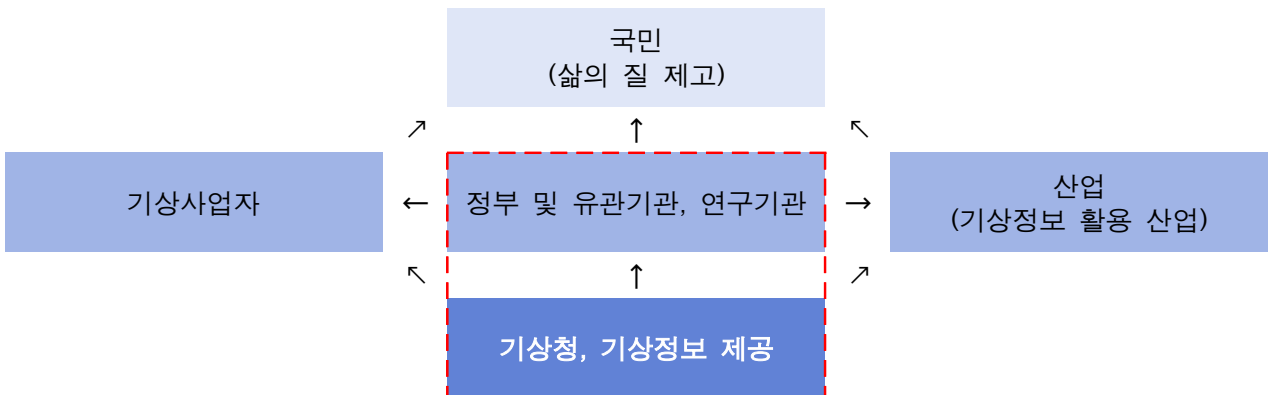 국민
(삶의 질 제고)
↗ ↑ ↖
기상사업자 ← 정부 및 유관기관, 연구기관 → 산업
(기상정보 활용 산업)
↖ ↑ ↗
기상청, 기상정보 제공